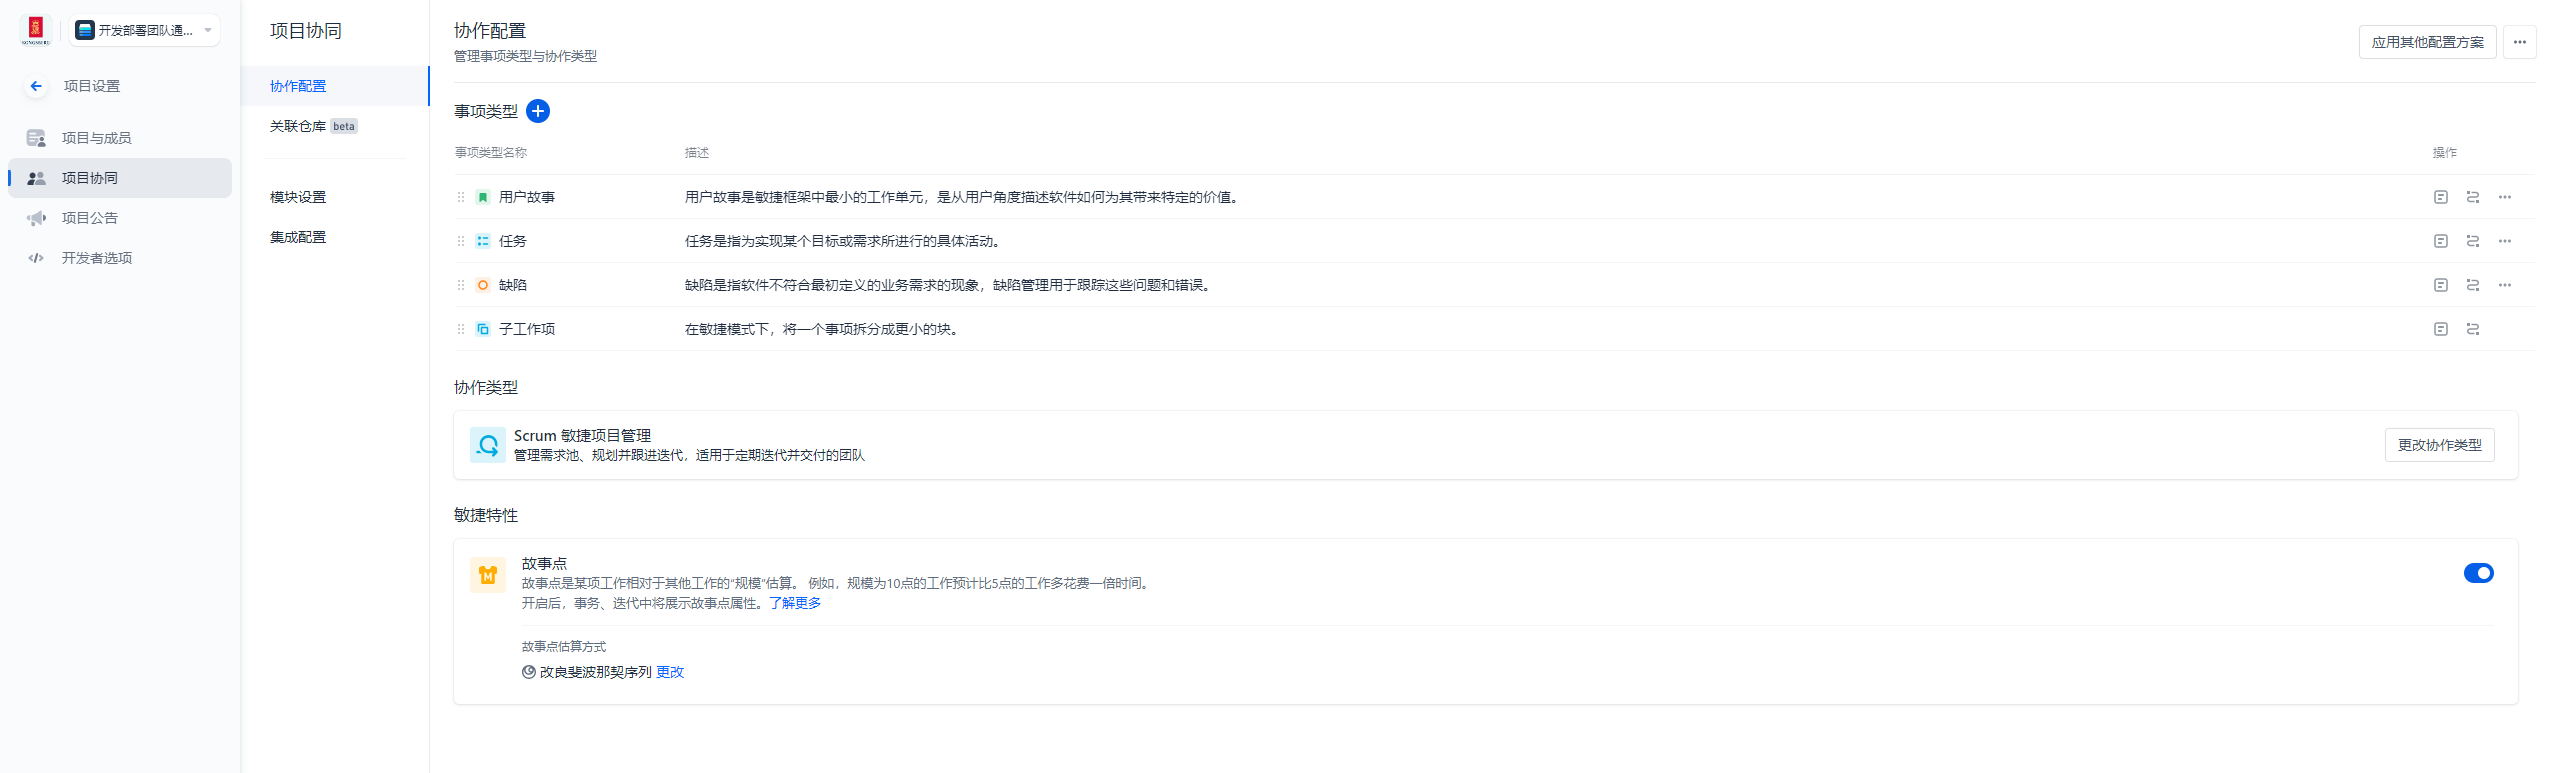 开发部署团队通...
项目设置
项目与成员
项目协同
项目公告
开发者选项
项目协同
协作配置
关联仓库 beta
模块设置
集成配置
协作配置
管理事项类型与协作类型
应用其他配置方案
事项类型
事项类型名称 描述 操作
用户故事 用户故事是敏捷框架中最小的工作单元，是从用户角度描述软件如何为其带来特定的价值。
任务 任务是指为实现某个目标或需求所进行的具体活动。
缺陷 缺陷是指软件不符合最初定义的业务需求的现象，缺陷管理用于跟踪这些问题和错误。
子工作项 在敏捷模式下，将一个事项拆分成更小的块。
协作类型
Scrum 敏捷项目管理
管理需求池、规划并跟进迭代，适用于定期迭代并交付的团队
更改协作类型
敏捷特性
故事点
故事点是某项工作相对于其他工作的“规模”估算。 例如，规模为10点的工作预计比5点的工作多花费一倍时间。
开启后，事务、迭代中将展示故事点属性。了解更多
故事点估算方式
改良斐波那契序列 更改